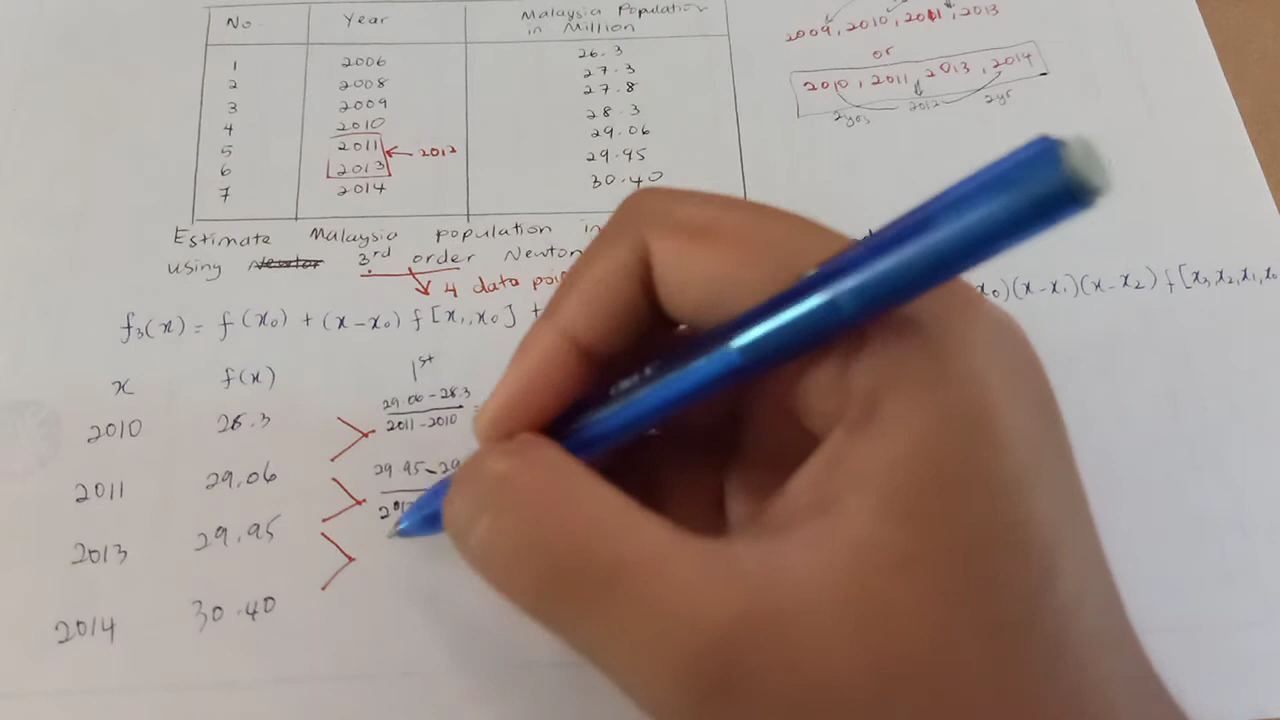 No. Year Malaysia Population in Million
1 2006 26.3
2 2008 27.3
3 2009 27.8
4 2010 28.3
5 2011 29.06
6 2013 29.95
7 2014 30.40
← 2012
2009, 2010, 2011, 2013
or
2010, 2011, 2013, 2014
2yrs 2012 2yr
Estimate Malaysia population in
using 3rd order Newton
4 data poin
f₃(x) = f(x₀) + (x-x₀) f[x₁,x₀] + x₀)(x-x₁)(x-x₂) f[x₃,x₂,x₁,x₀
x f(x) 1st
2010 28.3 29.06-28.3
2011-2010 =
2011 29.06 29.95-29
201
2013 29.95
2014 30.40